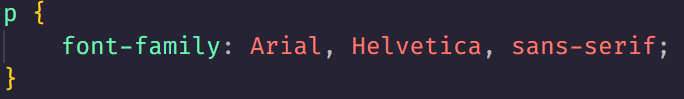 p {
    font-family: Arial, Helvetica, sans-serif;
}